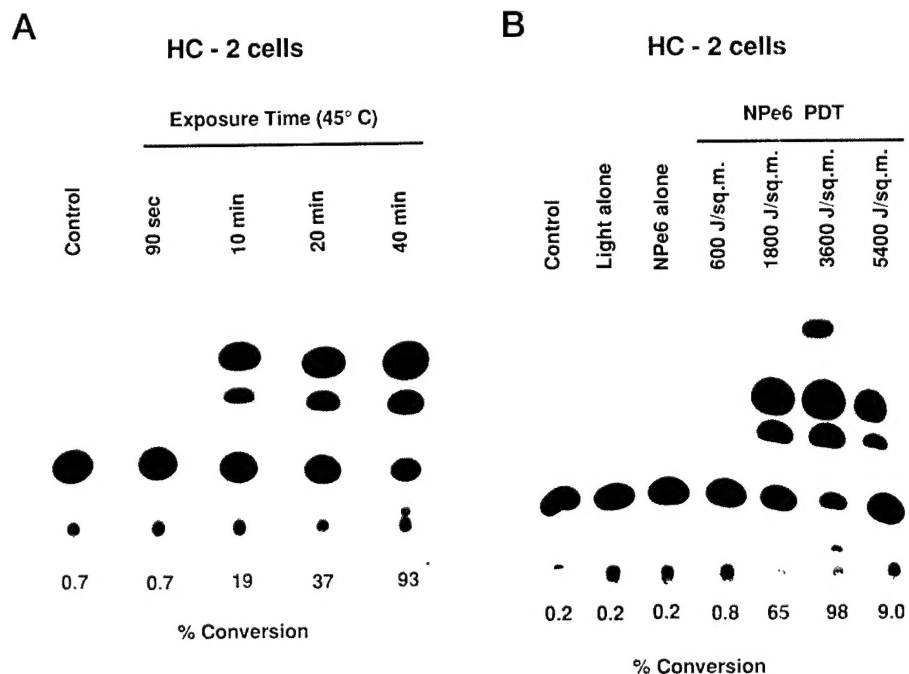 A
HC - 2 cells
Exposure Time (45° C)
Control
90 sec
10 min
20 min
40 min
0.7 0.7 19 37 93
% Conversion
B
HC - 2 cells
NPe6 PDT
Control
Light alone
NPe6 alone
600 J/sq.m.
1800 J/sq.m.
3600 J/sq.m.
5400 J/sq.m.
0.2 0.2 0.2 0.8 65 98 9.0
% Conversion